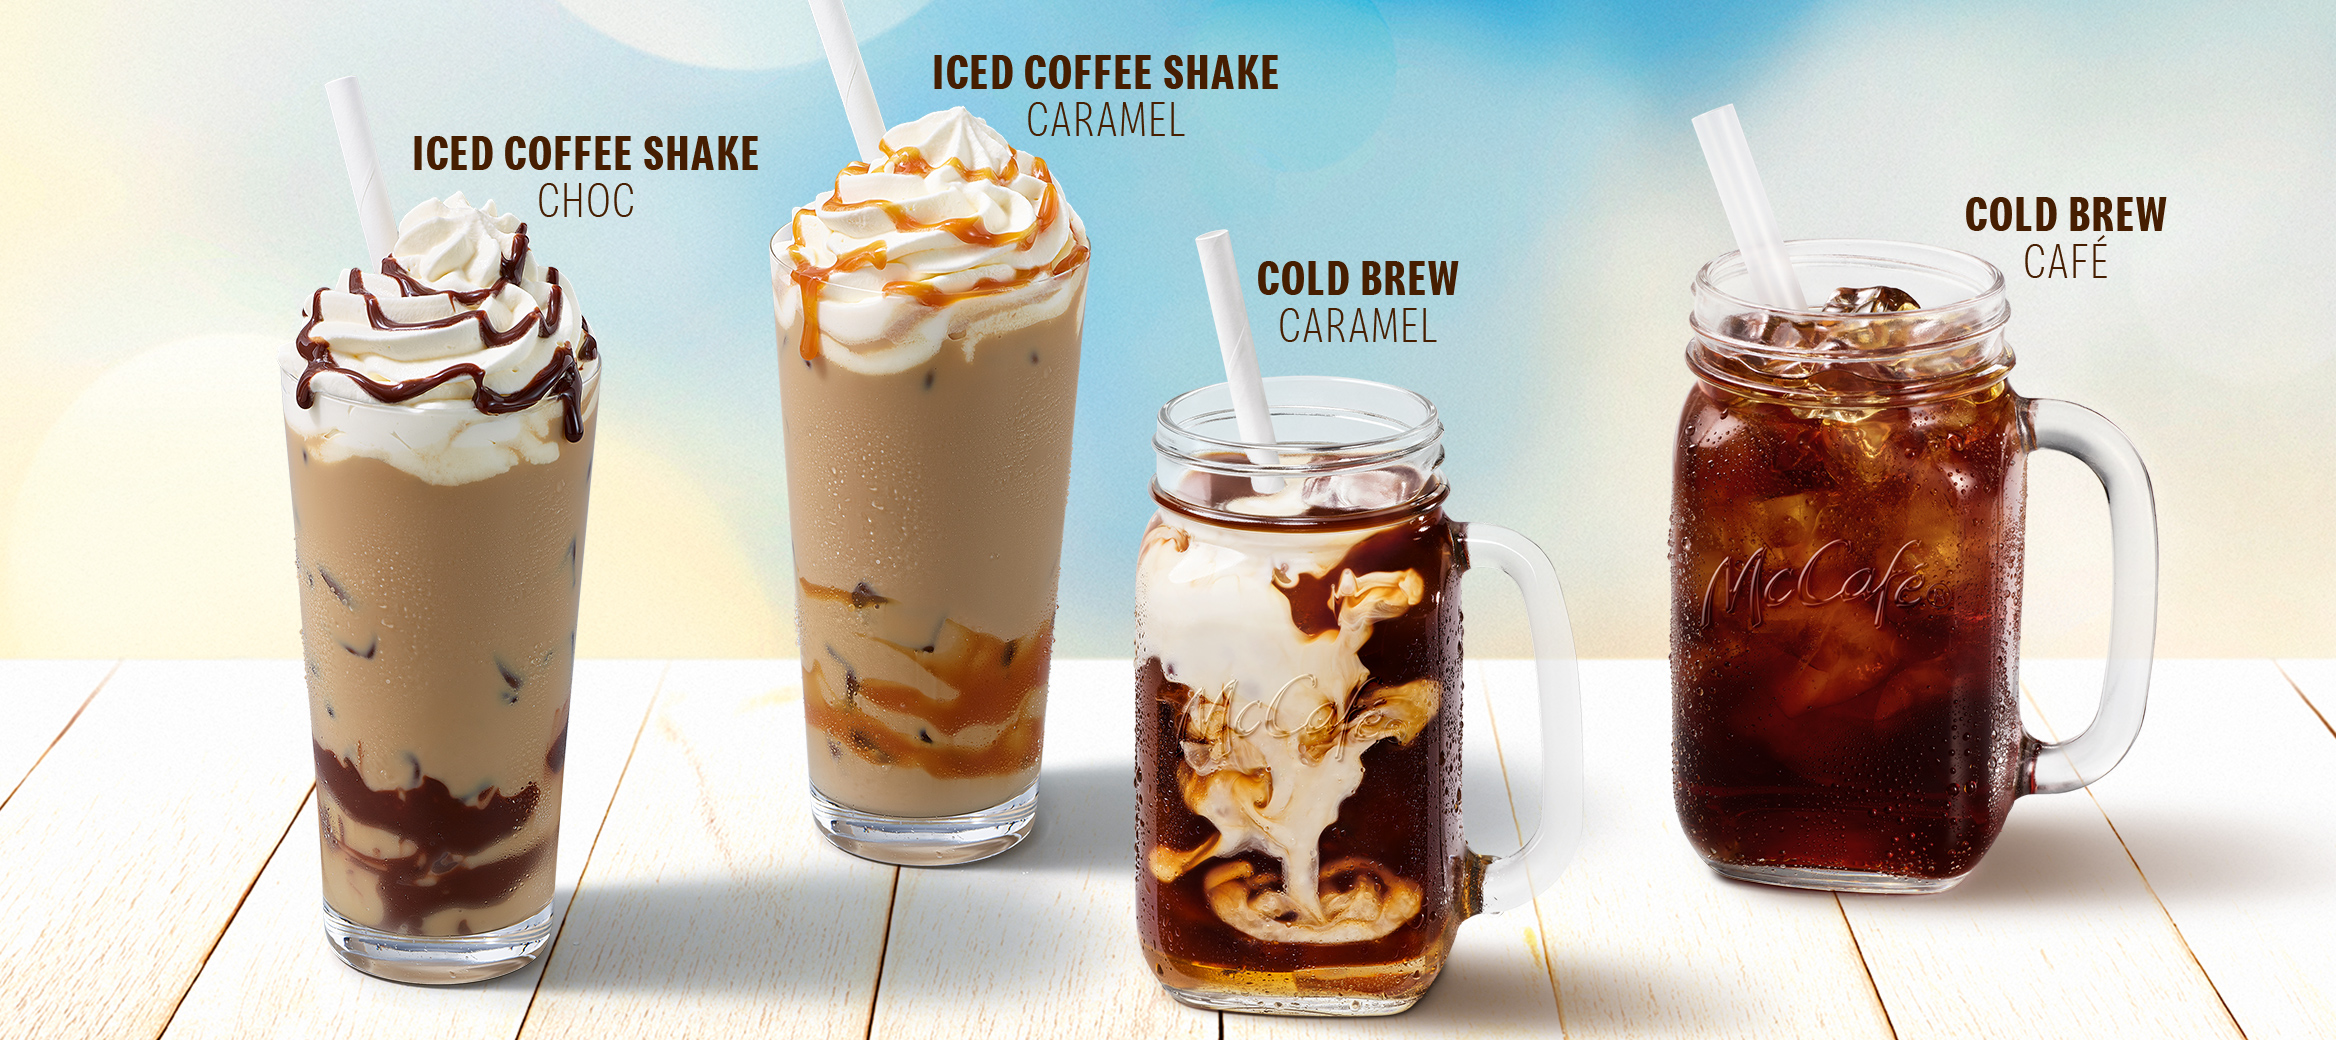 ICED COFFEE SHAKE
CHOC
ICED COFFEE SHAKE
CARAMEL
COLD BREW
CARAMEL
COLD BREW
CAFÉ
McCafé
McCafé